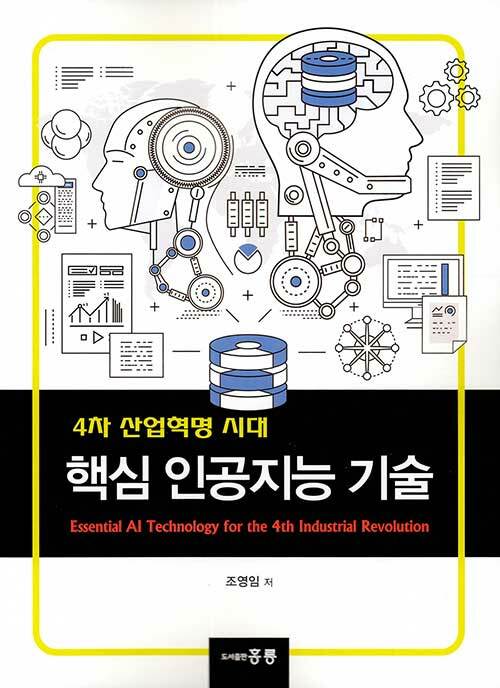 4차 산업혁명 시대
핵심 인공지능 기술
Essential AI Technology for the 4th Industrial Revolution
조영임 저
도서출판 홍릉